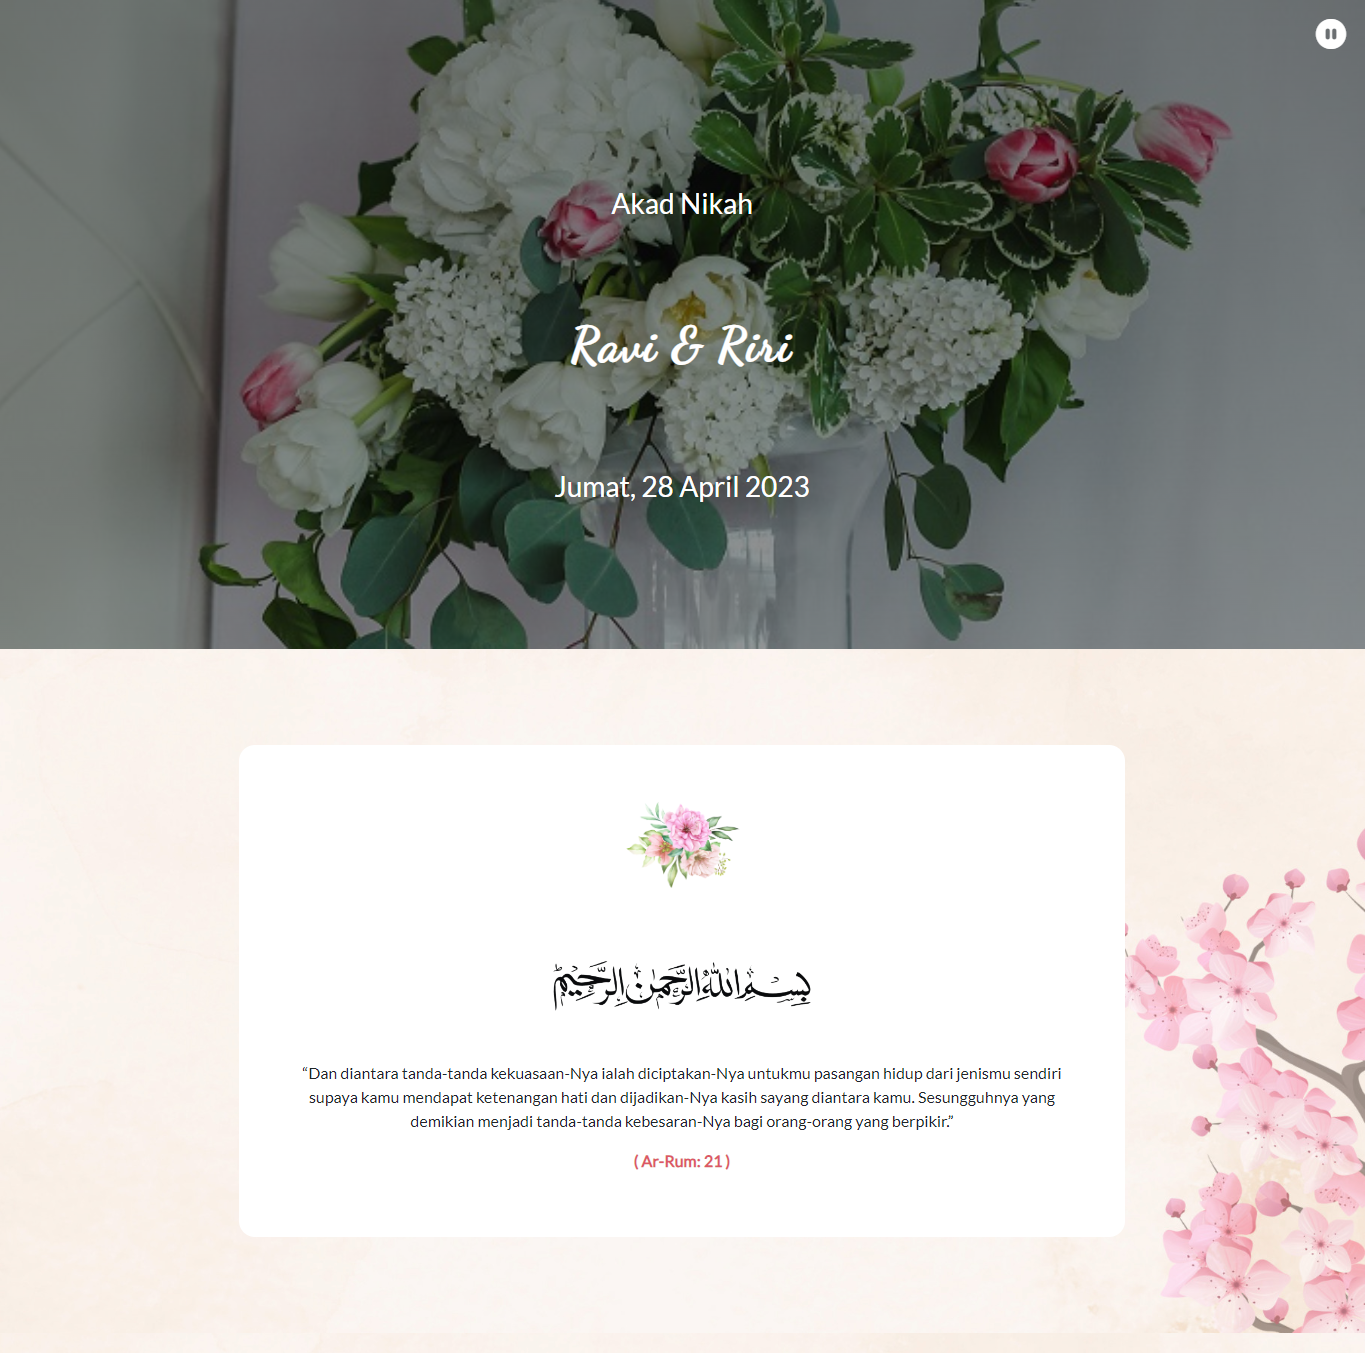 Akad Nikah
Ravi & Riri
Jumat, 28 April 2023
بِسْمِ اللهِ الرَّحْمٰنِ الرَّحِيْمِ
“Dan diantara tanda-tanda kekuasaan-Nya ialah diciptakan-Nya untukmu pasangan hidup dari jenismu sendiri
supaya kamu mendapat ketenangan hati dan dijadikan-Nya kasih sayang diantara kamu. Sesungguhnya yang
demikian menjadi tanda-tanda kebesaran-Nya bagi orang-orang yang berpikir.”
( Ar-Rum: 21 )